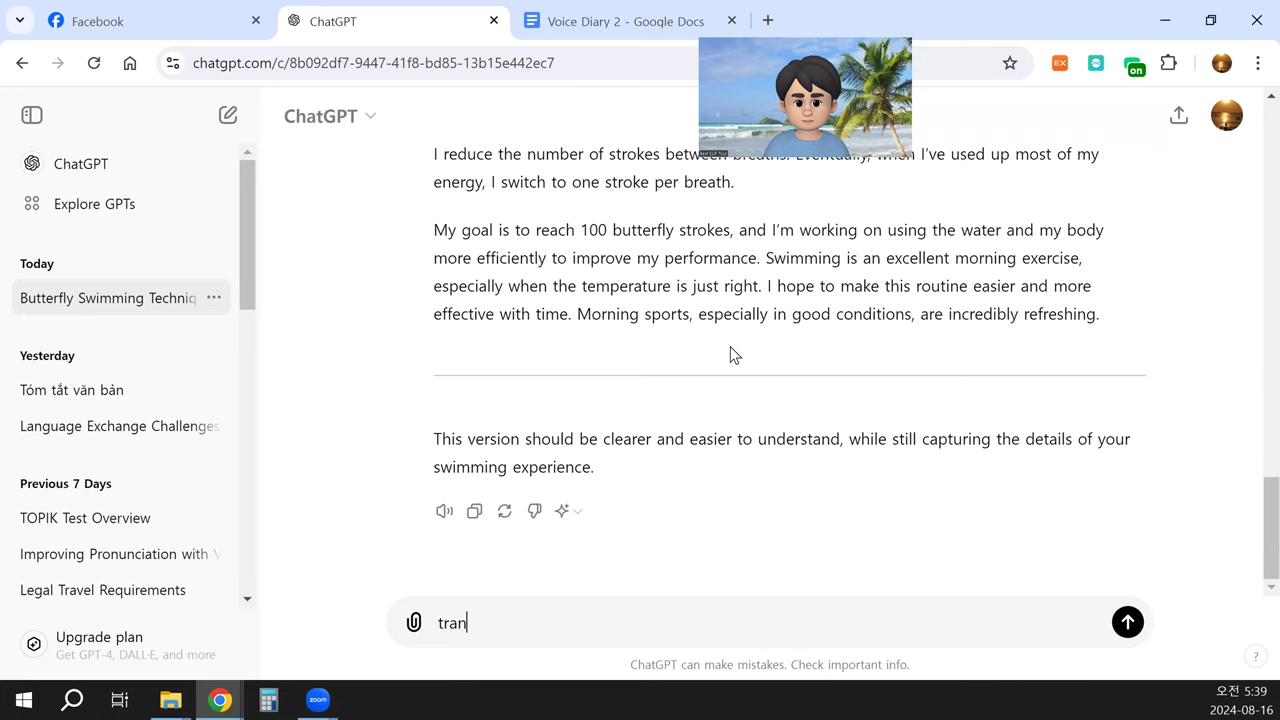 Facebook
ChatGPT
Voice Diary 2 - Google Docs
chatgpt.com/c/8b092df7-9447-41f8-bd85-13b15e442ec7
EX
on
ChatGPT
ChatGPT
Explore GPTs
Today
Butterfly Swimming Techniq
Yesterday
Tóm tắt văn bản
Language Exchange Challenges
Previous 7 Days
TOPIK Test Overview
Improving Pronunciation with V
Legal Travel Requirements
Upgrade plan
Get GPT-4, DALL·E, and more
I reduce the number of strokes between breaths. Eventually, when I've used up most of my
energy, I switch to one stroke per breath.
My goal is to reach 100 butterfly strokes, and I'm working on using the water and my body
more efficiently to improve my performance. Swimming is an excellent morning exercise,
especially when the temperature is just right. I hope to make this routine easier and more
effective with time. Morning sports, especially in good conditions, are incredibly refreshing.
This version should be clearer and easier to understand, while still capturing the details of your
swimming experience.
tran
ChatGPT can make mistakes. Check important info.
?
zoom
오전 5:39
2024-08-16